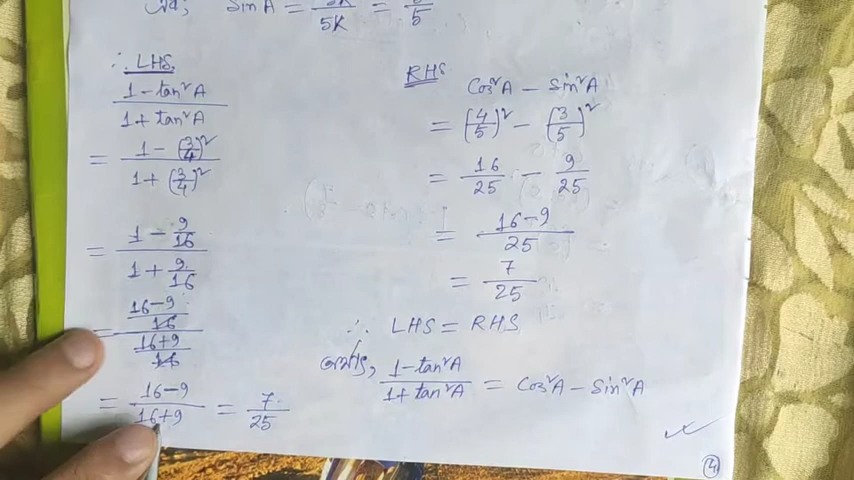 Sin A = 3K/5K = 3/5
∴ LHS
1 - tan²A / 1 + tan²A
= 1 - (3/4)² / 1 + (3/4)²
= 1 - 9/16 / 1 + 9/16
= 16-9/16 / 16+9/16
= 16-9 / 16+9 = 7/25
RHS
Cos²A - Sin²A
= (4/5)² - (3/5)²
= 16/25 - 9/25
= 16-9 / 25
= 7/25
∴ LHS = RHS
1-tan²A / 1+tan²A = Cos²A - Sin²A
4